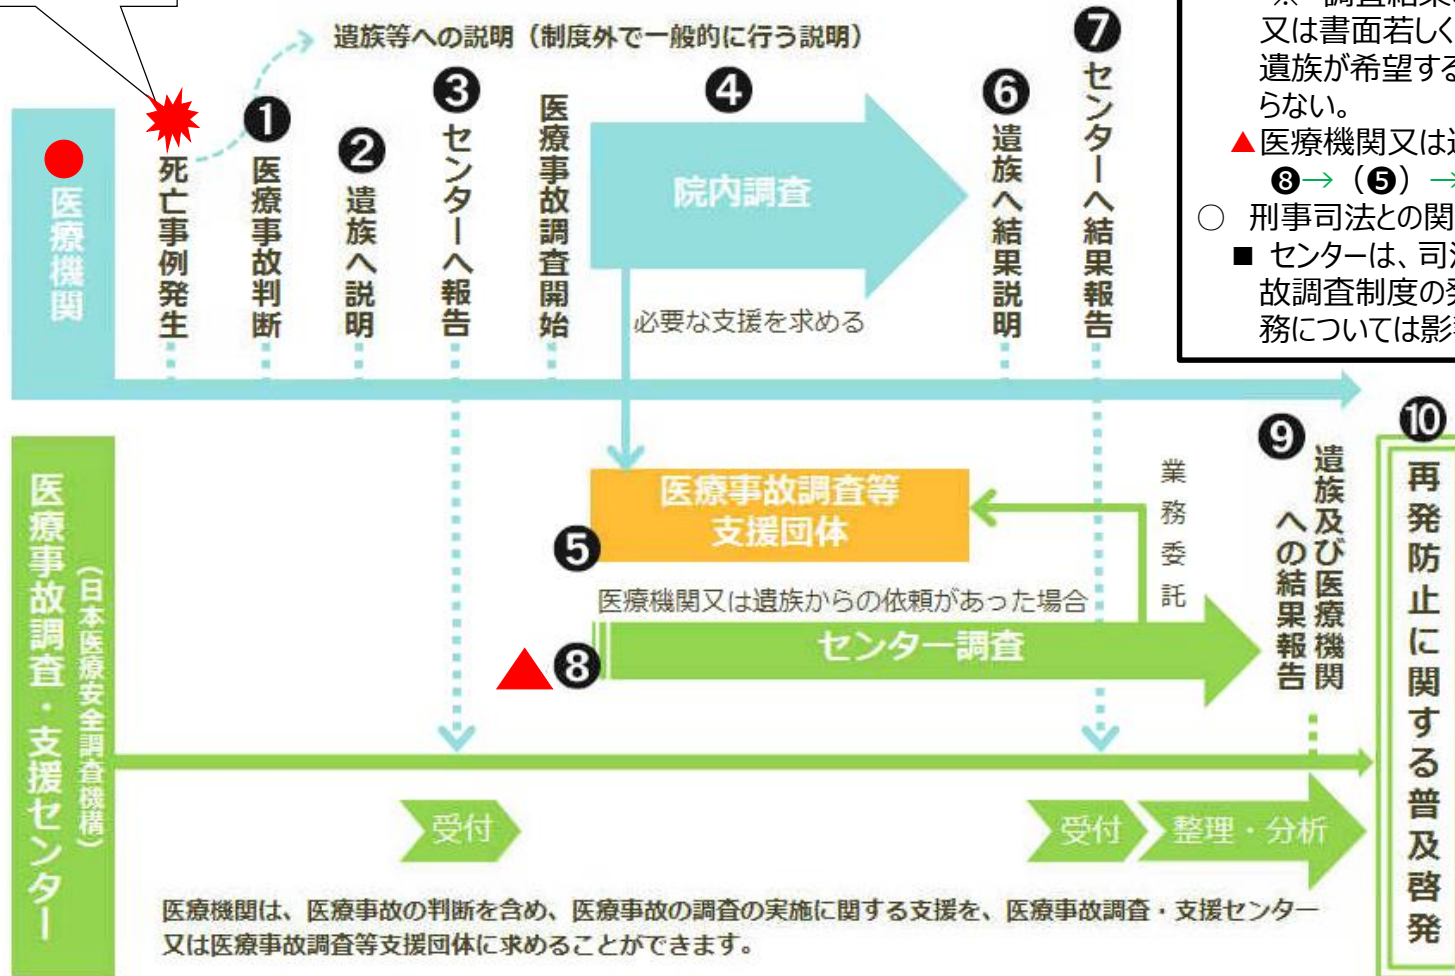 遺族等への説明（制度外で一般的に行う説明）
医療機関
死亡事例発生
❶
医療事故判断
❷
遺族へ説明
❸
センターへ報告
医療事故調査開始
❹
院内調査
必要な支援を求める
❻
遺族へ結果説明
❼
センターへ結果報告
又は書面若しく
遺族が希望する
らない。
▲医療機関又は
❽→（❺）→
○ 刑事司法との関
■ センターは、司
故調査制度の
務については影
医療事故調査・支援センター
（日本医療安全調査機構）
医療事故調査等
支援団体
❺
業務委託
医療機関又は遺族からの依頼があった場合
❽
センター調査
❾
遺族及び医療機関
への結果報告
❿
再発防止に関する普及啓発
受付
受付
整理・分析
医療機関は、医療事故の判断を含め、医療事故の調査の実施に関する支援を、医療事故調査・支援センター
又は医療事故調査等支援団体に求めることができます。